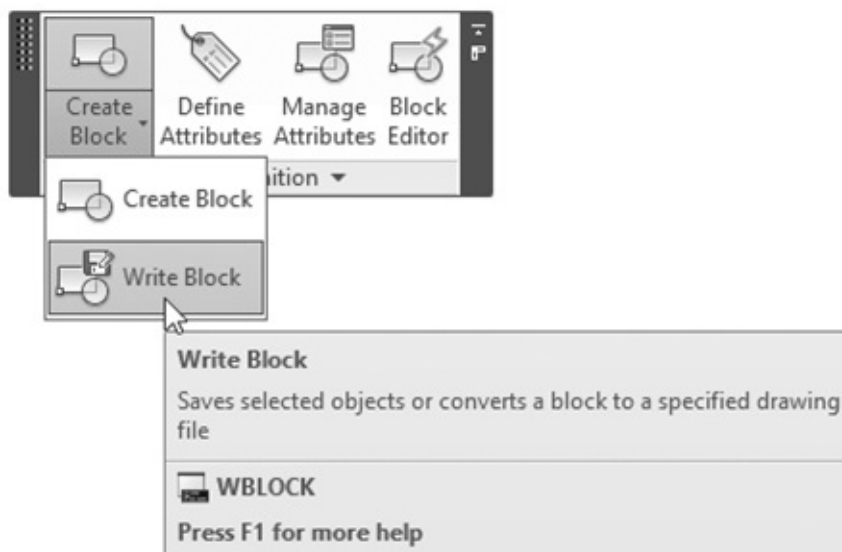 Create Block
Define Attributes
Manage Attributes
Block Editor
ition
Create Block
Write Block
Write Block
Saves selected objects or converts a block to a specified drawing
file
WBLOCK
Press F1 for more help